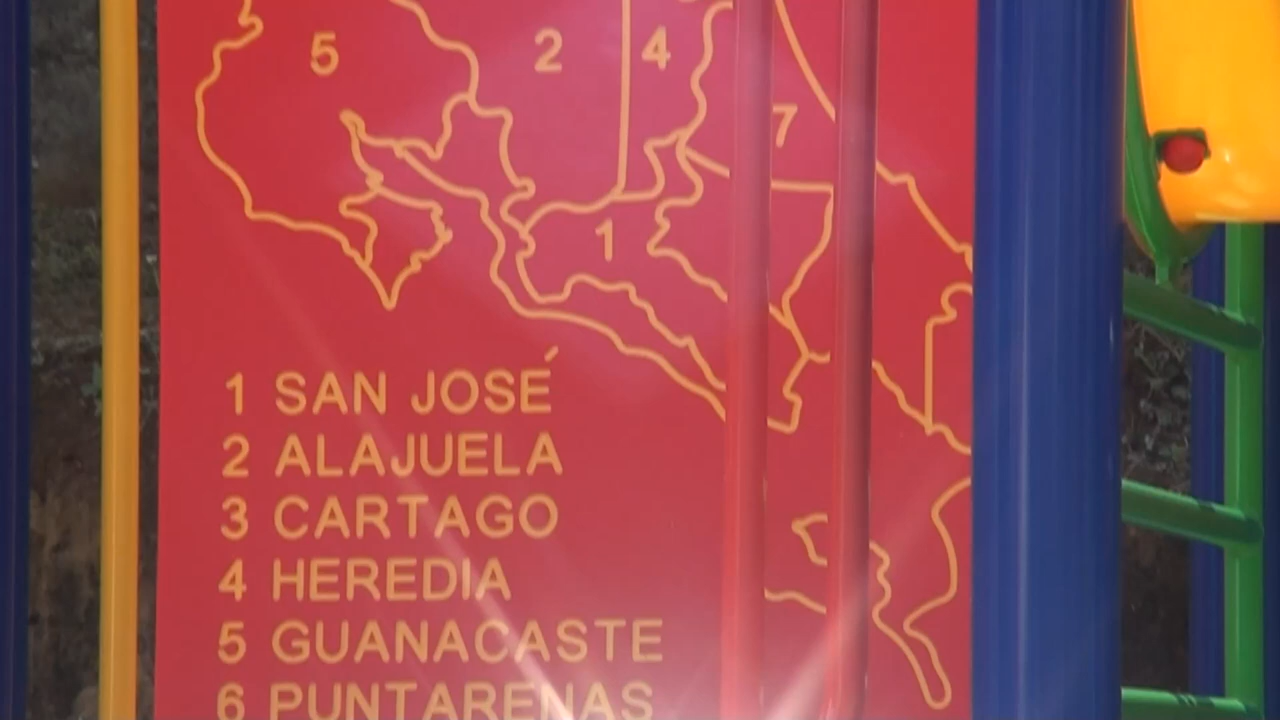 5
2
4
7
1
1 SAN JOSÉ
2 ALAJUELA
3 CARTAGO
4 HEREDIA
5 GUANACASTE
6 PUNTARENAS